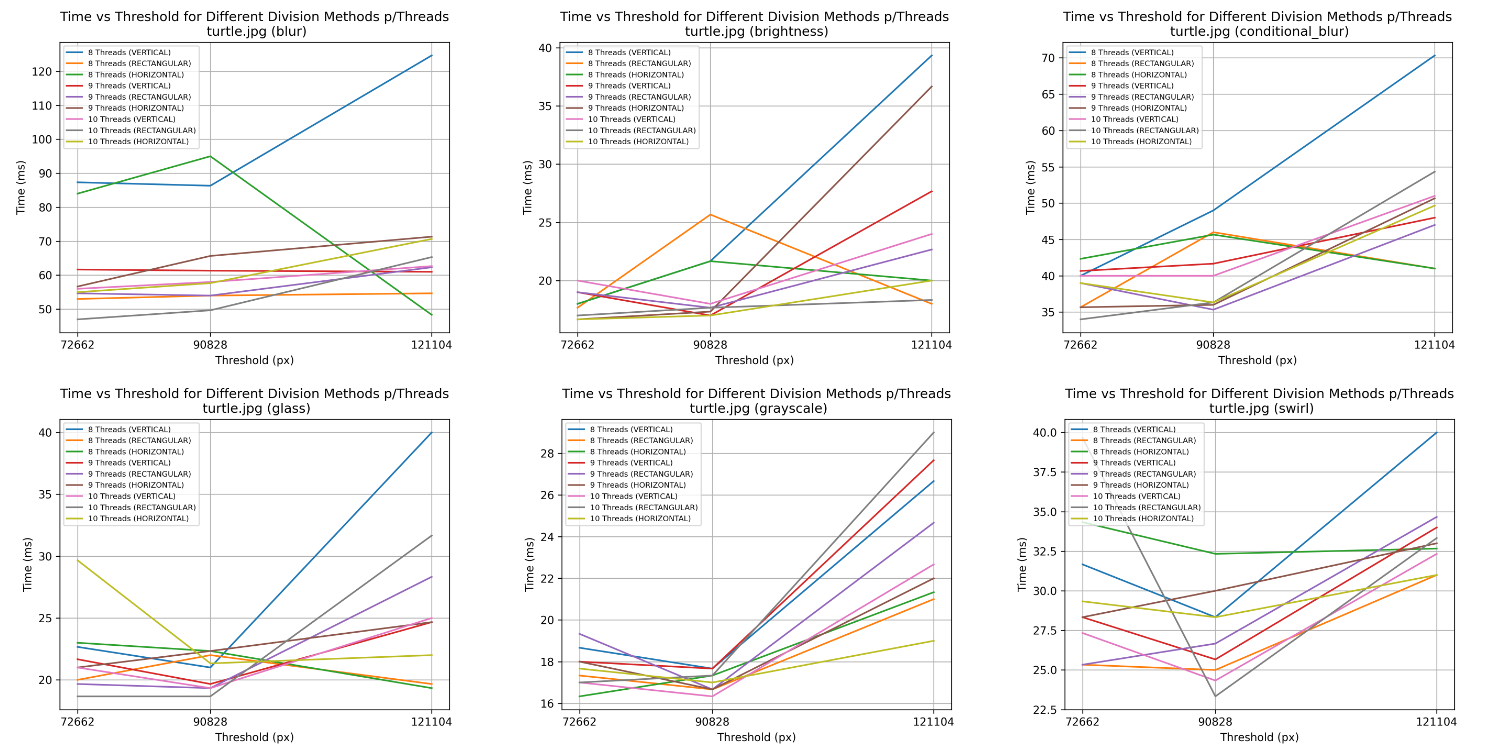 Time vs Threshold for Different Division Methods p/Threads
turtle.jpg (blur)
8 Threads (VERTICAL)
8 Threads (RECTANGULAR)
8 Threads (HORIZONTAL)
9 Threads (VERTICAL)
9 Threads (RECTANGULAR)
9 Threads (HORIZONTAL)
10 Threads (VERTICAL)
10 Threads (RECTANGULAR)
10 Threads (HORIZONTAL)
120
110
100
90
80
70
60
50
Time (ms)
72662 90828 121104
Threshold (px)
Time vs Threshold for Different Division Methods p/Threads
turtle.jpg (brightness)
8 Threads (VERTICAL)
8 Threads (RECTANGULAR)
8 Threads (HORIZONTAL)
9 Threads (VERTICAL)
9 Threads (RECTANGULAR)
9 Threads (HORIZONTAL)
10 Threads (VERTICAL)
10 Threads (RECTANGULAR)
10 Threads (HORIZONTAL)
40
35
30
25
20
Time (ms)
72662 90828 121104
Threshold (px)
Time vs Threshold for Different Division Methods p/Threads
turtle.jpg (conditional_blur)
8 Threads (VERTICAL)
8 Threads (RECTANGULAR)
8 Threads (HORIZONTAL)
9 Threads (VERTICAL)
9 Threads (RECTANGULAR)
9 Threads (HORIZONTAL)
10 Threads (VERTICAL)
10 Threads (RECTANGULAR)
10 Threads (HORIZONTAL)
70
65
60
55
50
45
40
35
Time (ms)
72662 90828 121104
Threshold (px)
Time vs Threshold for Different Division Methods p/Threads
turtle.jpg (glass)
8 Threads (VERTICAL)
8 Threads (RECTANGULAR)
8 Threads (HORIZONTAL)
9 Threads (VERTICAL)
9 Threads (RECTANGULAR)
9 Threads (HORIZONTAL)
10 Threads (VERTICAL)
10 Threads (RECTANGULAR)
10 Threads (HORIZONTAL)
40
35
30
25
20
Time (ms)
72662 90828 121104
Threshold (px)
Time vs Threshold for Different Division Methods p/Threads
turtle.jpg (grayscale)
8 Threads (VERTICAL)
8 Threads (RECTANGULAR)
8 Threads (HORIZONTAL)
9 Threads (VERTICAL)
9 Threads (RECTANGULAR)
9 Threads (HORIZONTAL)
10 Threads (VERTICAL)
10 Threads (RECTANGULAR)
10 Threads (HORIZONTAL)
28
26
24
22
20
18
16
Time (ms)
72662 90828 121104
Threshold (px)
Time vs Threshold for Different Division Methods p/Threads
turtle.jpg (swirl)
8 Threads (VERTICAL)
8 Threads (RECTANGULAR)
8 Threads (HORIZONTAL)
9 Threads (VERTICAL)
9 Threads (RECTANGULAR)
9 Threads (HORIZONTAL)
10 Threads (VERTICAL)
10 Threads (RECTANGULAR)
10 Threads (HORIZONTAL)
40.0
37.5
35.0
32.5
30.0
27.5
25.0
22.5
Time (ms)
72662 90828 121104
Threshold (px)